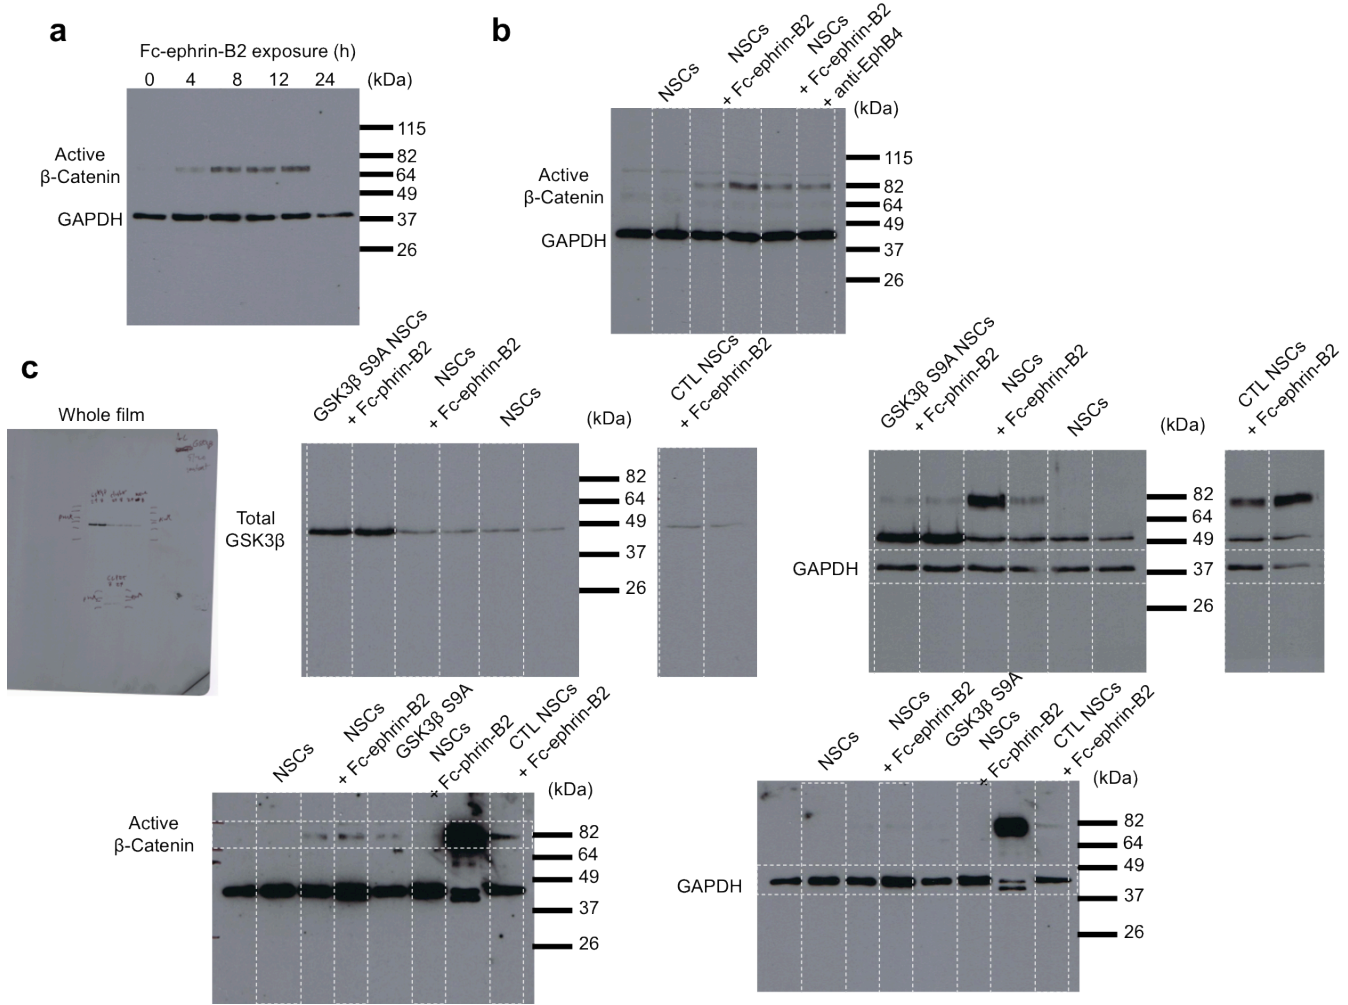 a
Fc-ephrin-B2 exposure (h)
0 4 8 12 24 (kDa)
Active
β-Catenin
GAPDH
115
82
64
49
37
26
b
NSCs
NSCs
+ Fc-ephrin-B2
NSCs
+ Fc-ephrin-B2
+ anti-EphB4
(kDa)
Active
β-Catenin
GAPDH
115
82
64
49
37
26
c
Whole film
GSK3β S9A NSCs
+ Fc-phrin-B2
NSCs
+ Fc-ephrin-B2
NSCs
(kDa)
CTL NSCs
+ Fc-ephrin-B2
Total
GSK3β
82
64
49
37
26
GSK3β S9A NSCs
+ Fc-phrin-B2
NSCs
+ Fc-ephrin-B2
NSCs
(kDa)
CTL NSCs
+ Fc-ephrin-B2
GAPDH
82
64
49
37
26
NSCs
NSCs
+ Fc-ephrin-B2
GSK3β S9A
NSCs
+ Fc-phrin-B2
CTL NSCs
+ Fc-ephrin-B2
(kDa)
Active
β-Catenin
82
64
49
37
26
NSCs
NSCs
+ Fc-ephrin-B2
GSK3β S9A
NSCs
+ Fc-phrin-B2
CTL NSCs
+ Fc-ephrin-B2
(kDa)
GAPDH
82
64
49
37
26